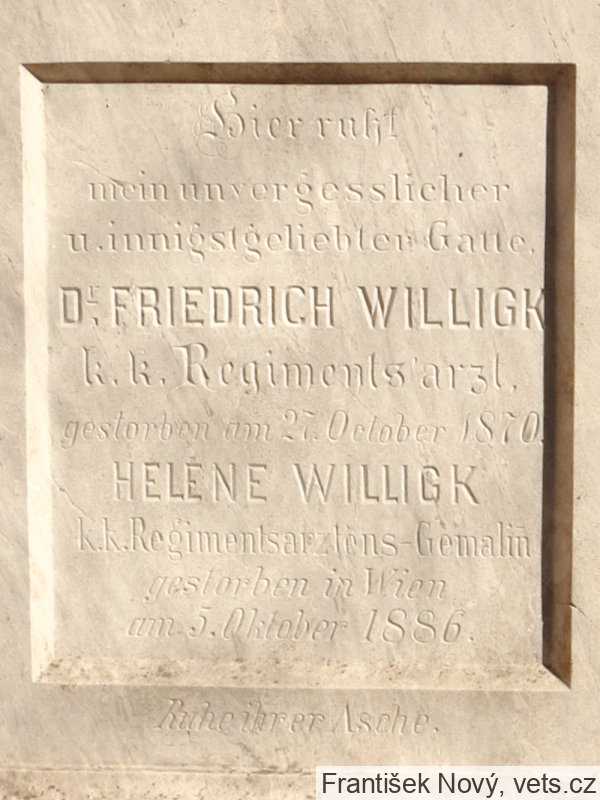 Hier ruht
mein unvergesslicher
u. innigstgeliebter Gatte.
Dr. FRIEDRICH WILLIGK
k. k. Regiments'arzt.
gestorben am 27. October 1870.
HELENE WILLIGK
k.k. Regimentsarztens-Gemalin̄
gestorben in Wien
am 5. Oktober 1886.
Ruhe ihrer Asche.
František Nový, vets.cz